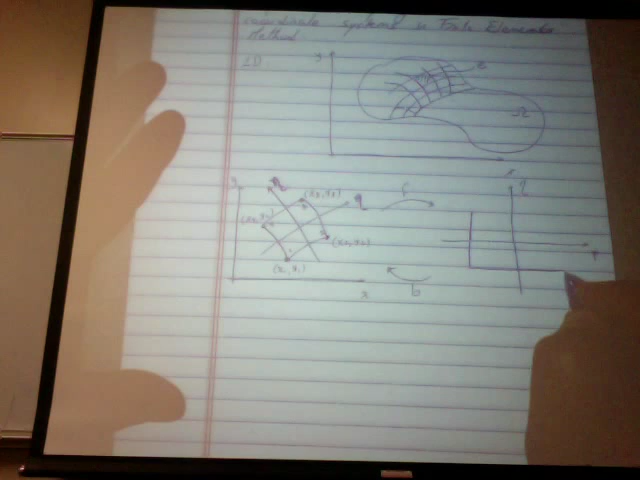 coordinate systems in Finite Elements
Method
2D
y
e
Ω
y
(x3, y3)
η
f
(x4, y4)
(x2, y2)
(x1, y1)
x
b